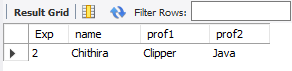 Result Grid Filter Rows:
Exp name prof1 prof2
2 Chithira Clipper Java